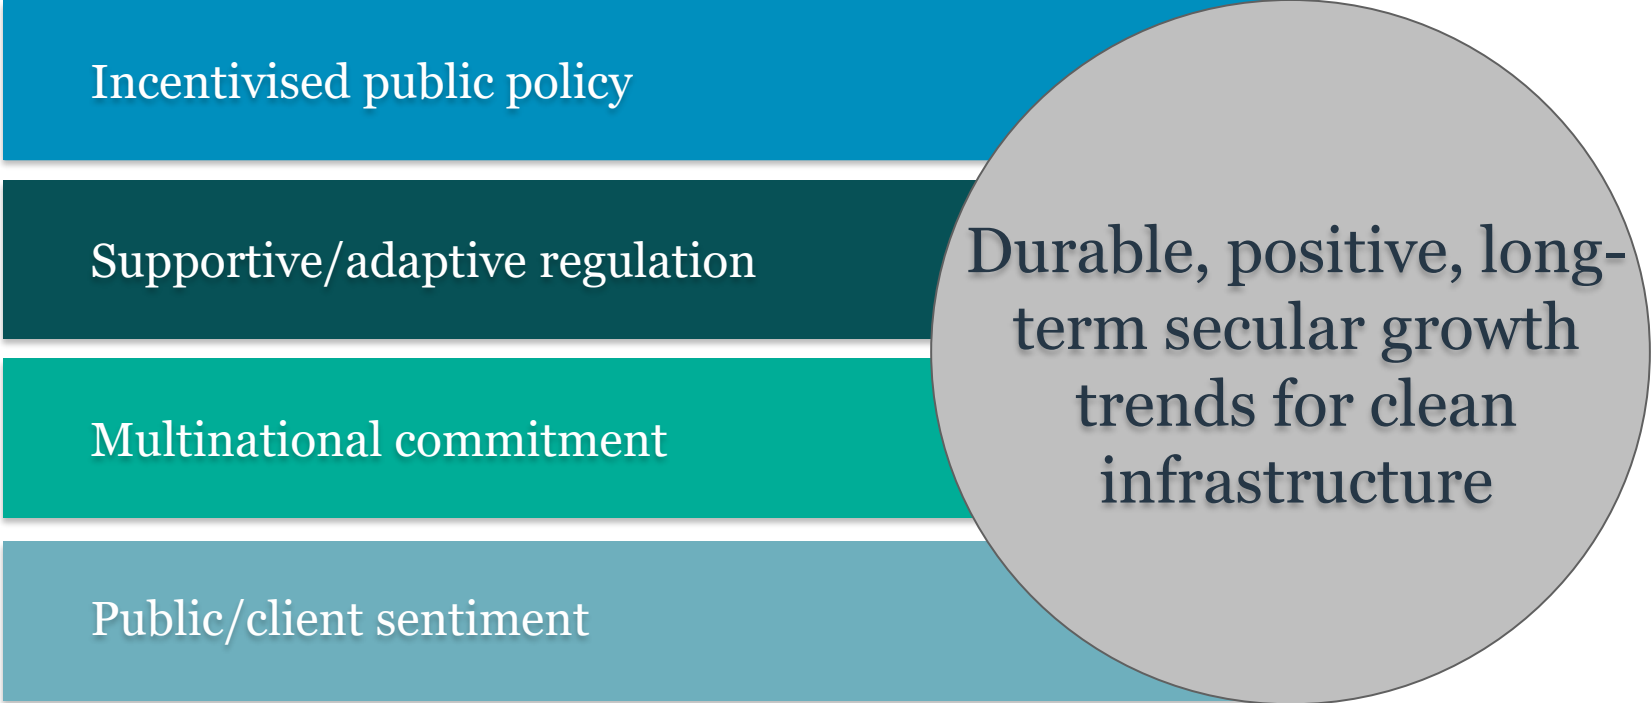 Incentivised public policy
Supportive/adaptive regulation
Multinational commitment
Public/client sentiment
Durable, positive, long-
term secular growth
trends for clean
infrastructure